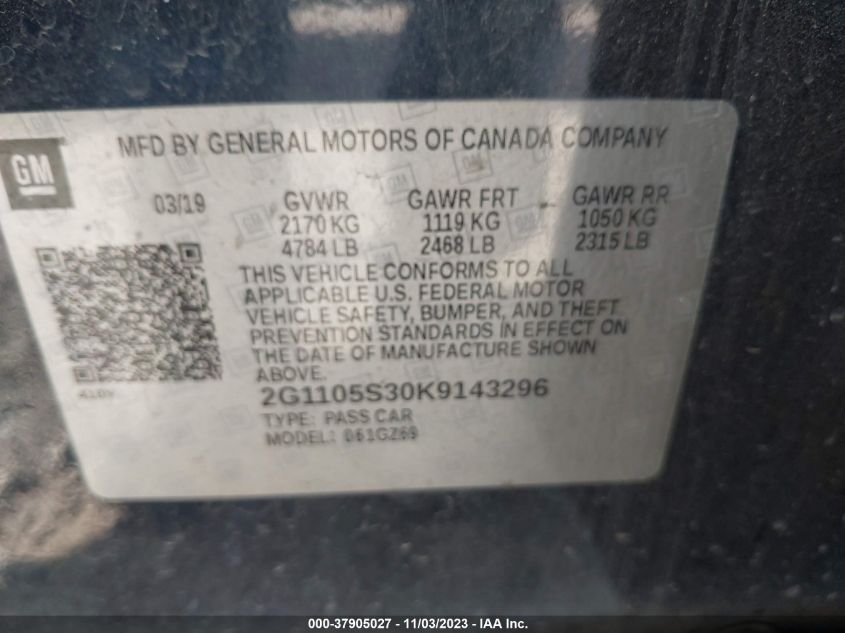 MFD BY GENERAL MOTORS OF CANADA COMPANY
GM
03/19 GVWR GAWR FRT GAWR RR
2170 KG 1119 KG 1050 KG
4784 LB 2468 LB 2315 LB
THIS VEHICLE CONFORMS TO ALL
APPLICABLE U.S. FEDERAL MOTOR
VEHICLE SAFETY, BUMPER, AND THEFT
PREVENTION STANDARDS IN EFFECT ON
THE DATE OF MANUFACTURE SHOWN
ABOVE.
2G1105S30K9143296
TYPE: PASS CAR
MODEL: 061GZ69
000-37905027 - 11/03/2023 - IAA Inc.